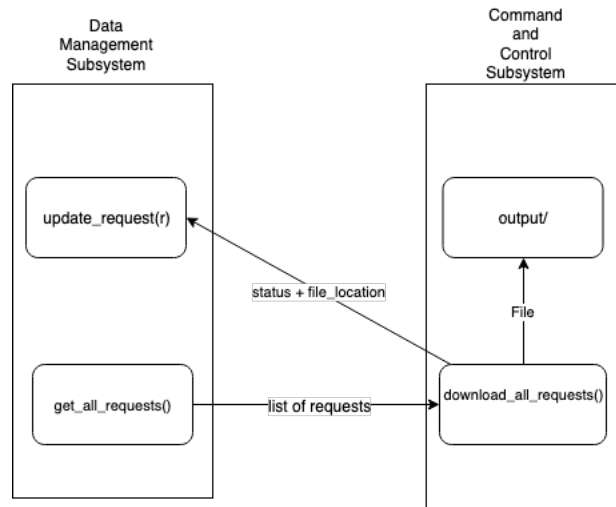 Data
Management
Subsystem
Command
and
Control
Subsystem
update_request(r)
output/
status + file_location
File
get_all_requests()
list of requests
download_all_requests()